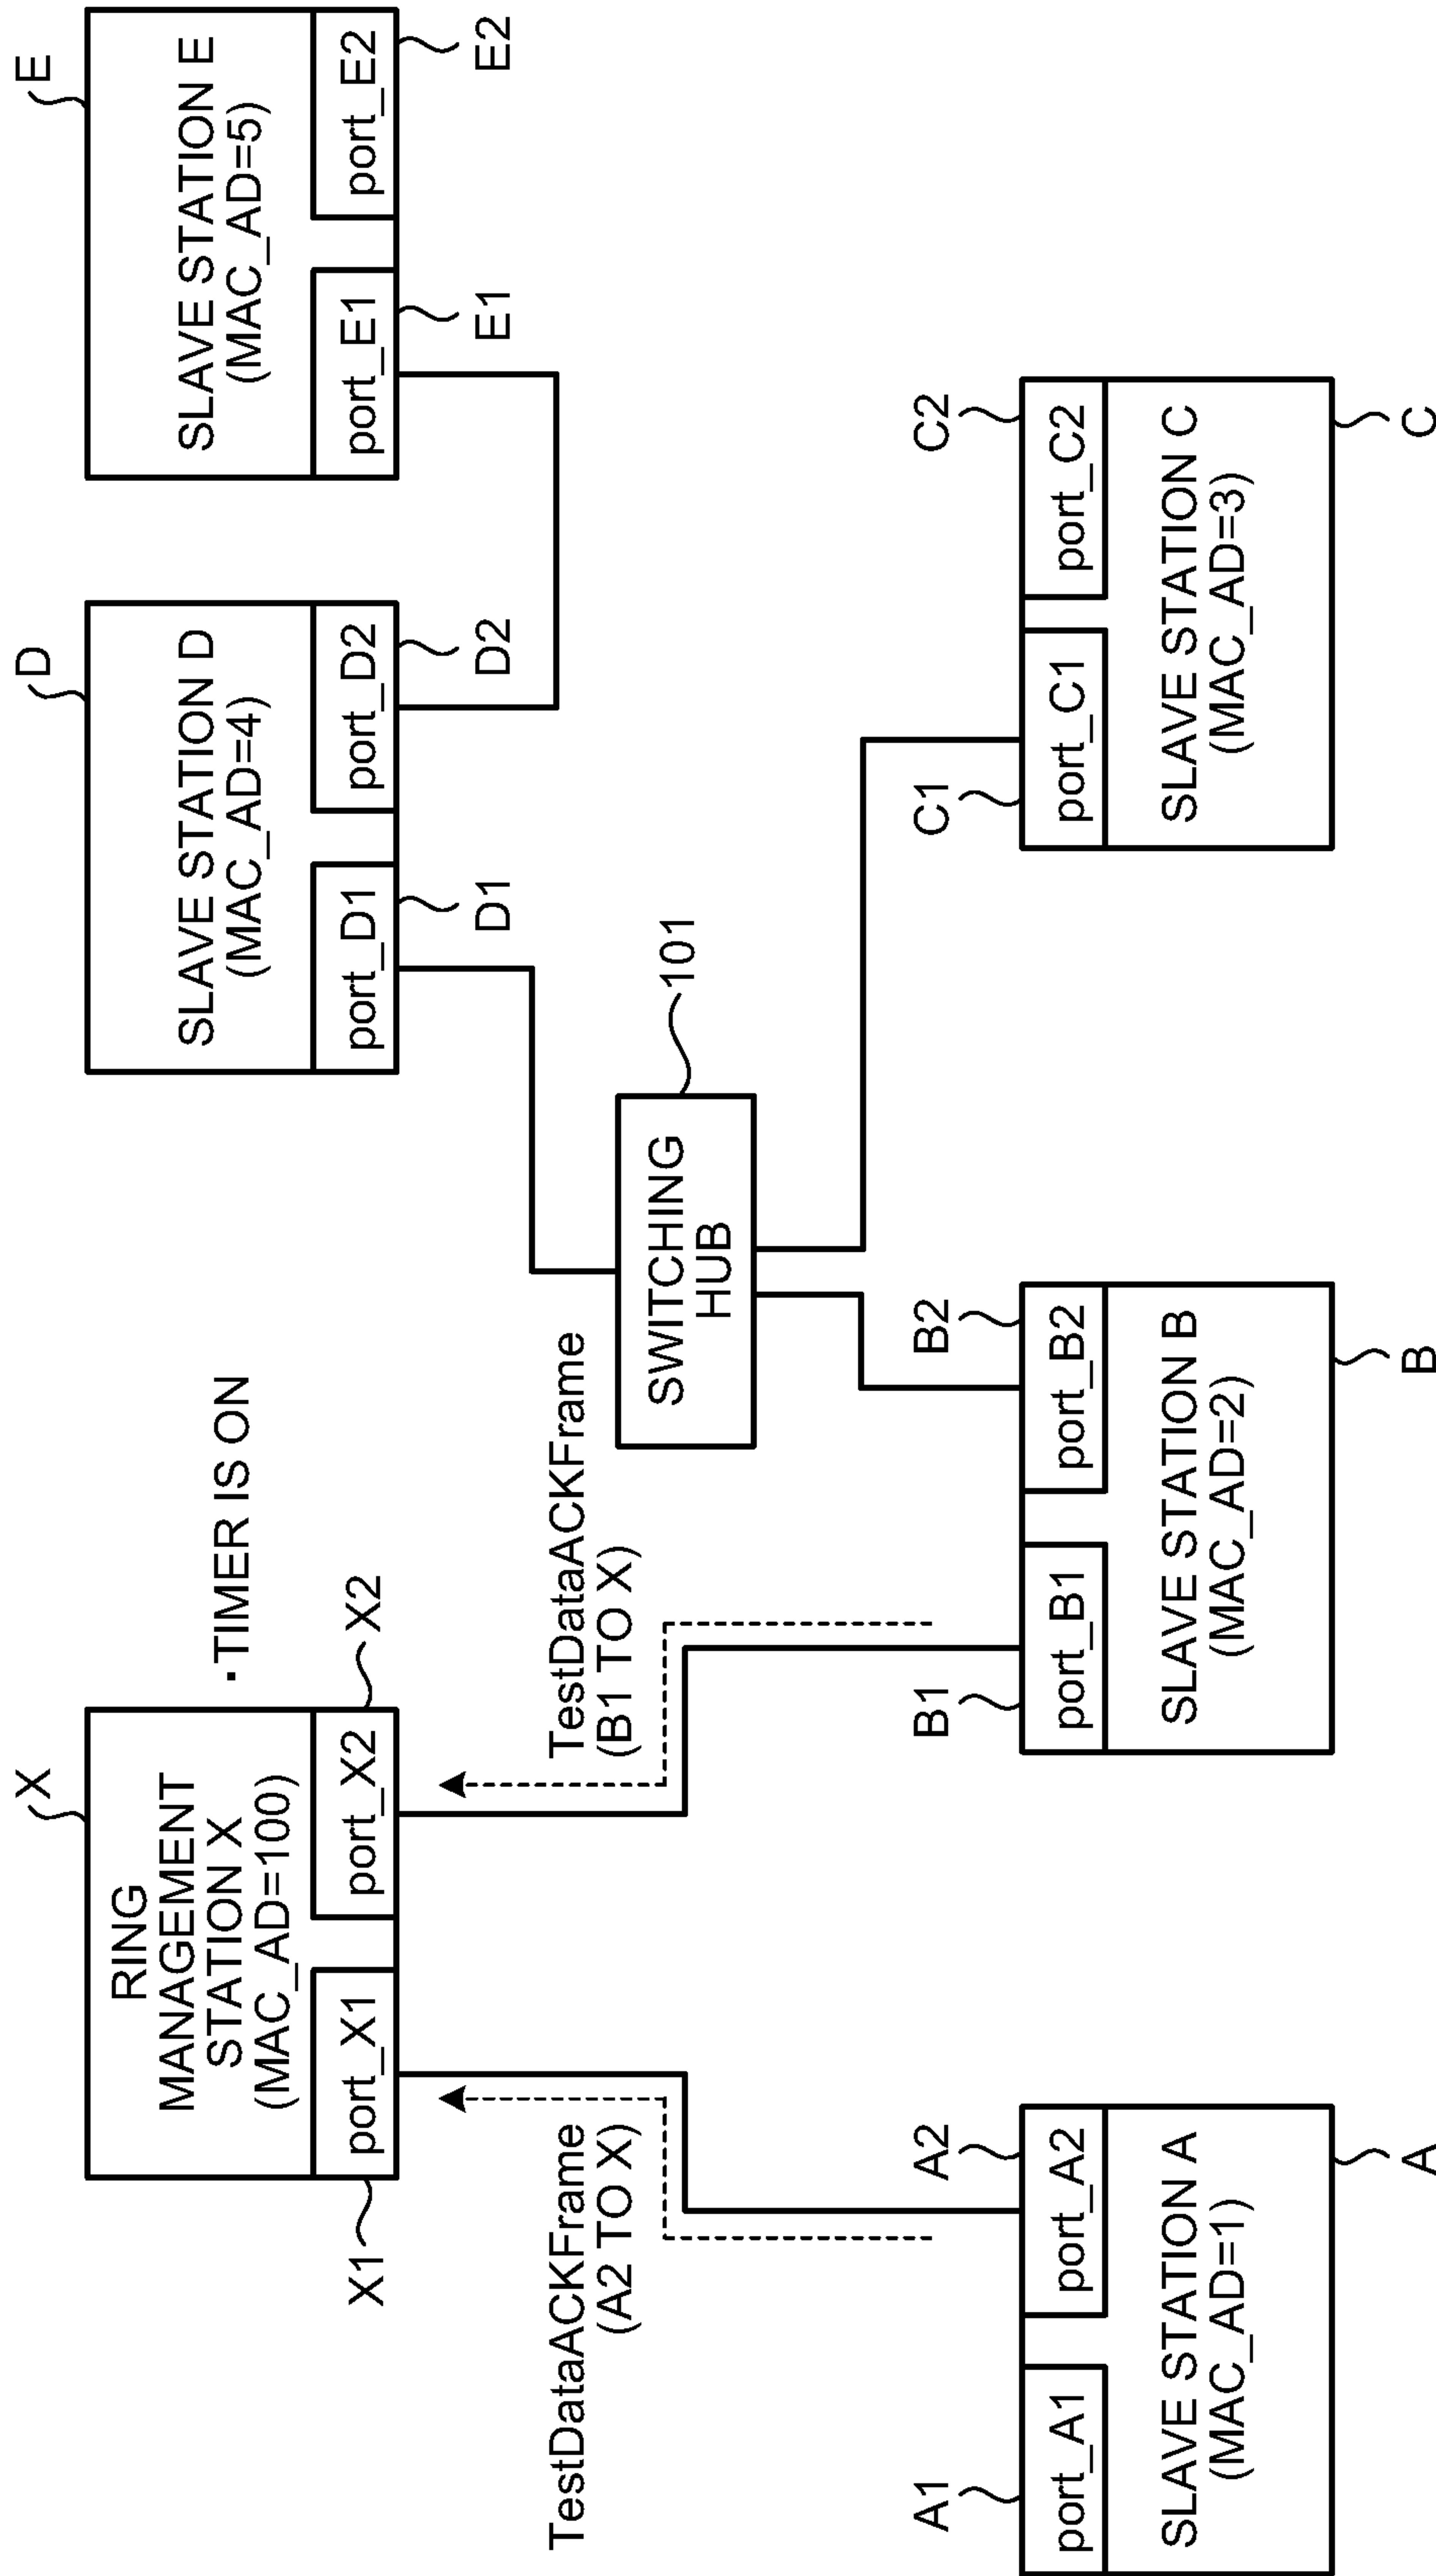 X
RING
MANAGEMENT
STATION X
(MAC_AD=100)
port_X1
port_X2
X1
X2
・TIMER IS ON
D
SLAVE STATION D
(MAC_AD=4)
port_D1
port_D2
D1
D2
E
SLAVE STATION E
(MAC_AD=5)
port_E1
port_E2
E1
E2
TestDataACKFrame
(A2 TO X)
TestDataACKFrame
(B1 TO X)
SWITCHING
HUB
101
A1
A2
port_A1
port_A2
SLAVE STATION A
(MAC_AD=1)
A
B1
B2
port_B1
port_B2
SLAVE STATION B
(MAC_AD=2)
B
C1
C2
port_C1
port_C2
SLAVE STATION C
(MAC_AD=3)
C